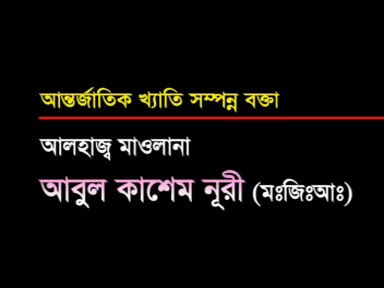 আন্তর্জাতিক খ্যাতি সম্পন্ন বক্তা
আলহাজ্ব মাওলানা
আবুল কাশেম নূরী (মঃজিঃআঃ)